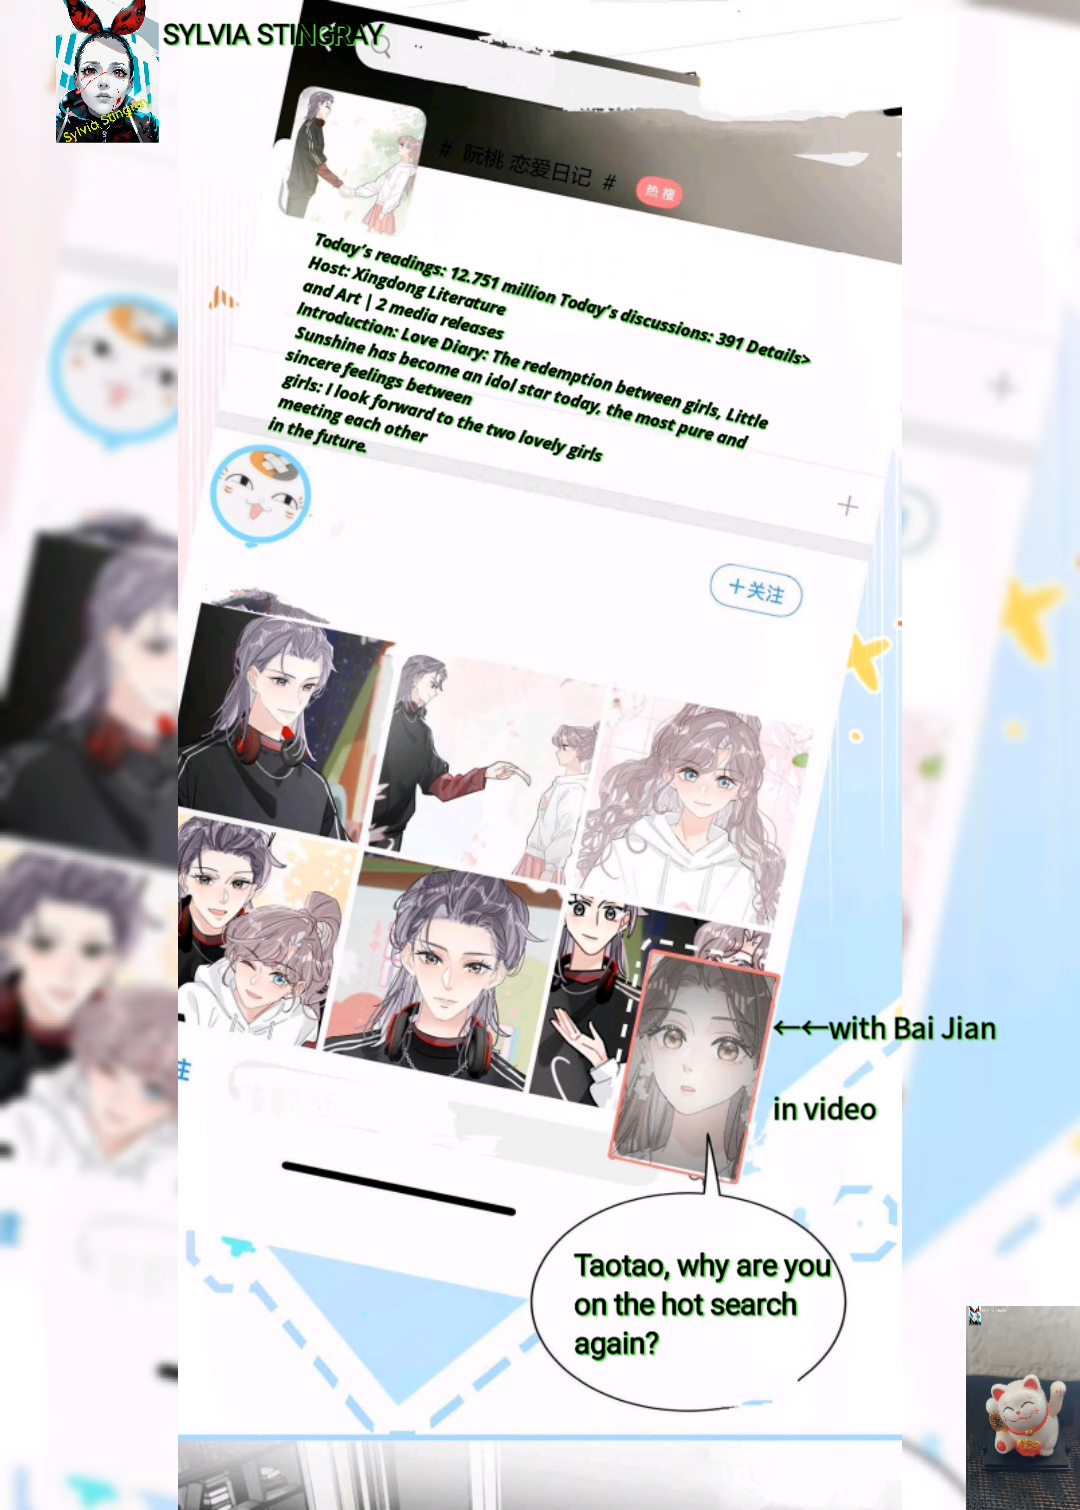 SYLVIA STINGRAY
Sylvia Stingray
# 阮桃 恋爱日记 #
热搜
Today's readings: 12.751 million Today's discussions: 391 Details>
Host: Xingdong Literature
and Art | 2 media releases
Introduction: Love Diary: The redemption between girls, Little
Sunshine has become an idol star today, the most pure and
sincere feelings between
girls: I look forward to the two lovely girls
meeting each other
in the future.
+关注
←←with Bai Jian
in video
注
Taotao, why are you
on the hot search
again?